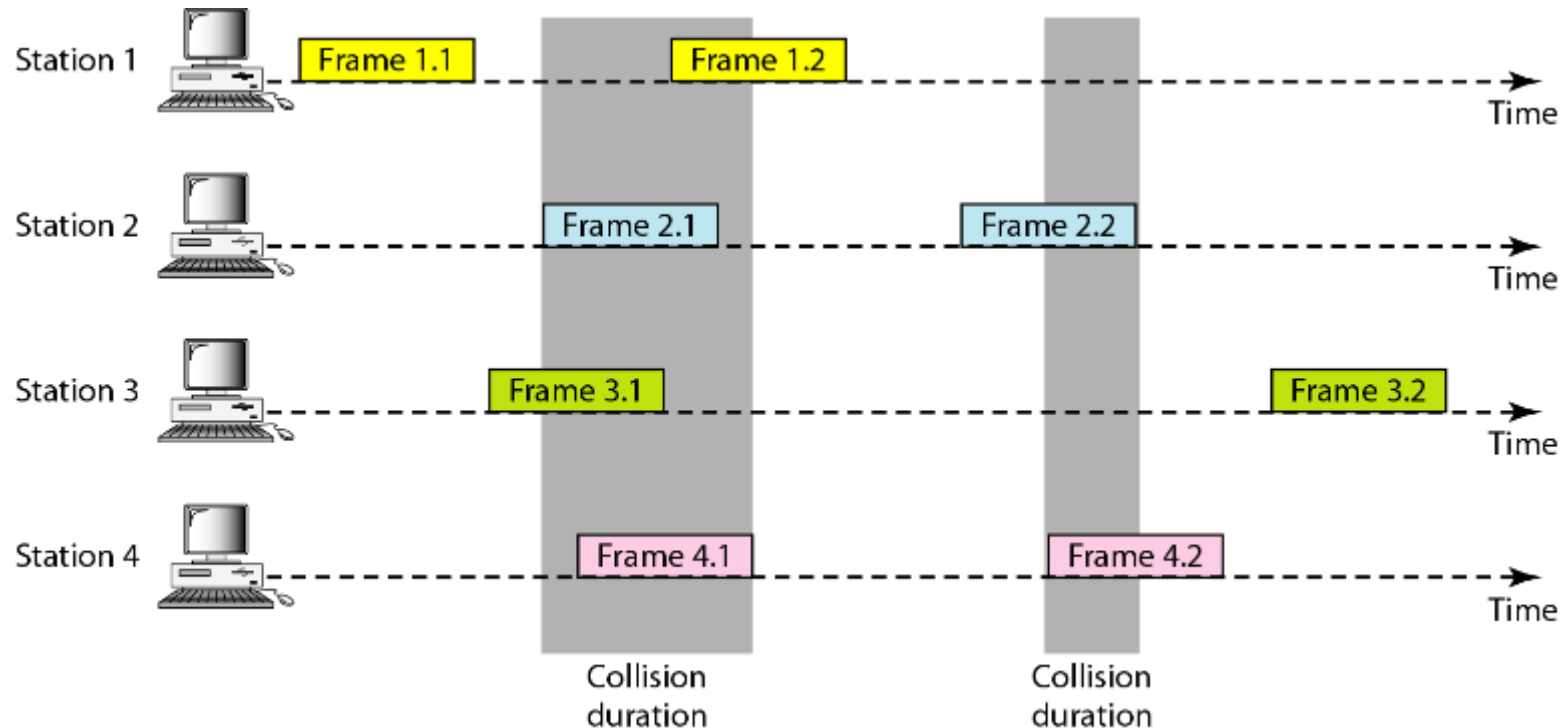 Station 1
Frame 1.1
Frame 1.2
Time
Station 2
Frame 2.1
Frame 2.2
Time
Station 3
Frame 3.1
Frame 3.2
Time
Station 4
Frame 4.1
Frame 4.2
Time
Collision
duration
Collision
duration